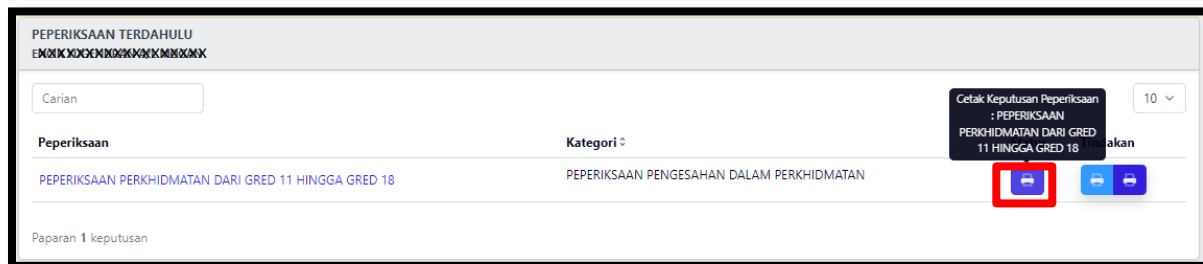 PEPERIKSAAN TERDAHULU
Carian
Cetak Keputusan Peperiksaan
: PEPERIKSAAN
PERKHIDMATAN DARI GRED
11 HINGGA GRED 18
10
Peperiksaan Kategori
PEPERIKSAAN PERKHIDMATAN DARI GRED 11 HINGGA GRED 18 PEPERIKSAAN PENGESAHAN DALAM PERKHIDMATAN
Paparan 1 keputusan